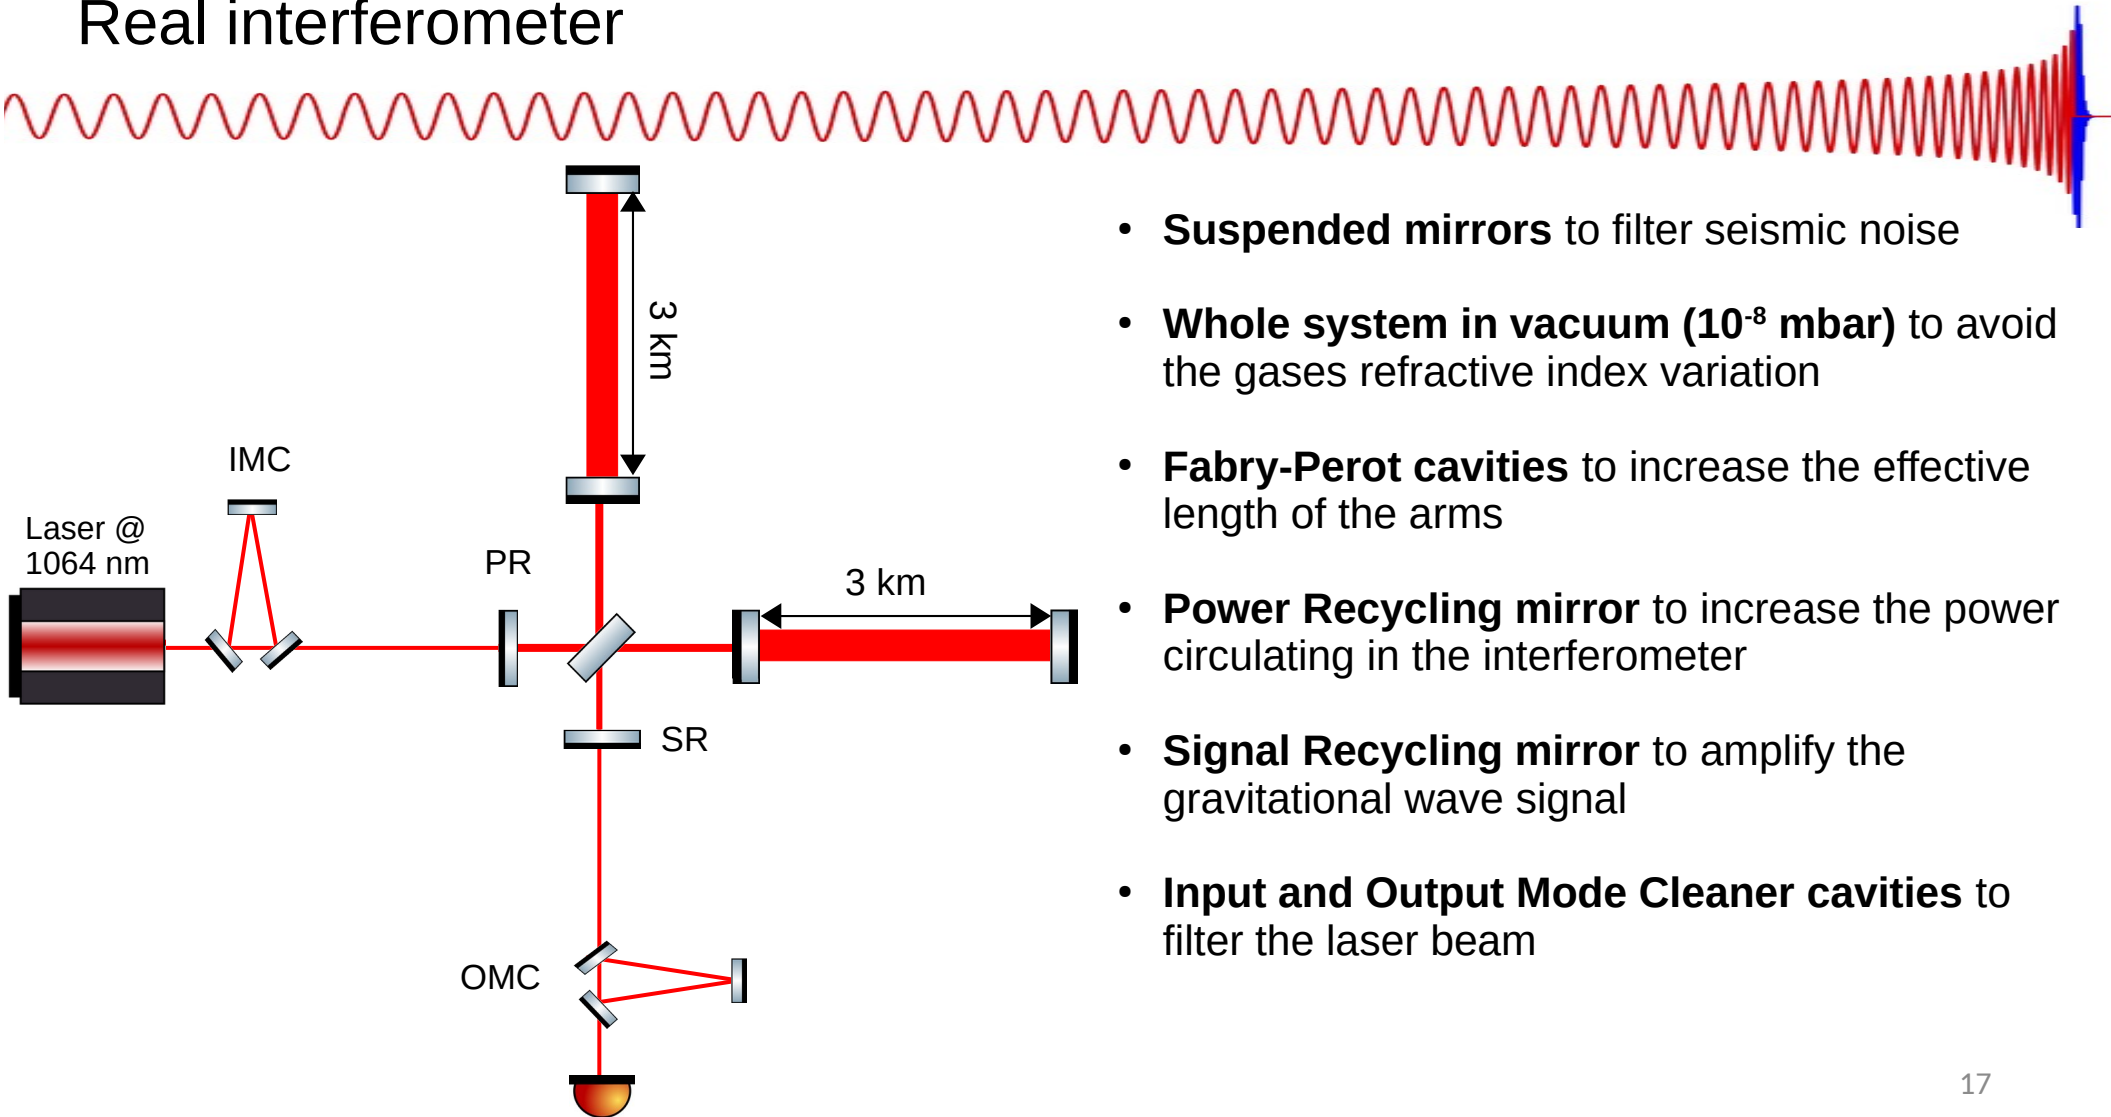 Real interferometer
3 km
IMC
Laser @
1064 nm
PR
3 km
SR
OMC
• Suspended mirrors to filter seismic noise
• Whole system in vacuum (10⁻⁸ mbar) to avoid
the gases refractive index variation
• Fabry-Perot cavities to increase the effective
length of the arms
• Power Recycling mirror to increase the power
circulating in the interferometer
• Signal Recycling mirror to amplify the
gravitational wave signal
• Input and Output Mode Cleaner cavities to
filter the laser beam
17